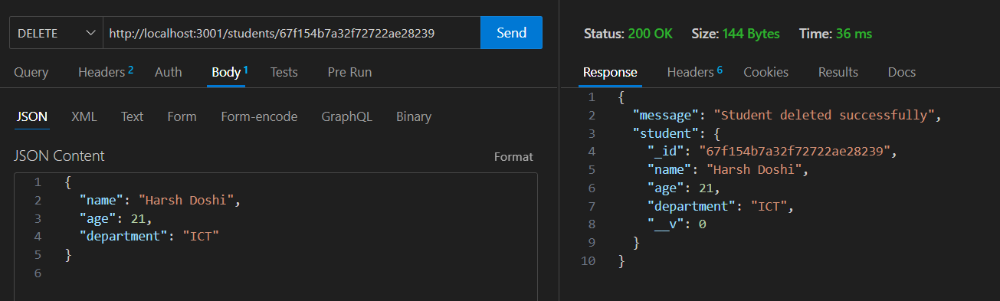 DELETE http://localhost:3001/students/67f154b7a32f72722ae28239 Send
Query Headers 2 Auth Body 1 Tests Pre Run
JSON XML Text Form Form-encode GraphQL Binary
JSON Content Format
1 {
2 "name": "Harsh Doshi",
3 "age": 21,
4 "department": "ICT"
5 }
6
Status: 200 OK Size: 144 Bytes Time: 36 ms
Response Headers 6 Cookies Results Docs
1 {
2 "message": "Student deleted successfully",
3 "student": {
4 "_id": "67f154b7a32f72722ae28239",
5 "name": "Harsh Doshi",
6 "age": 21,
7 "department": "ICT",
8 "__v": 0
9 }
10 }